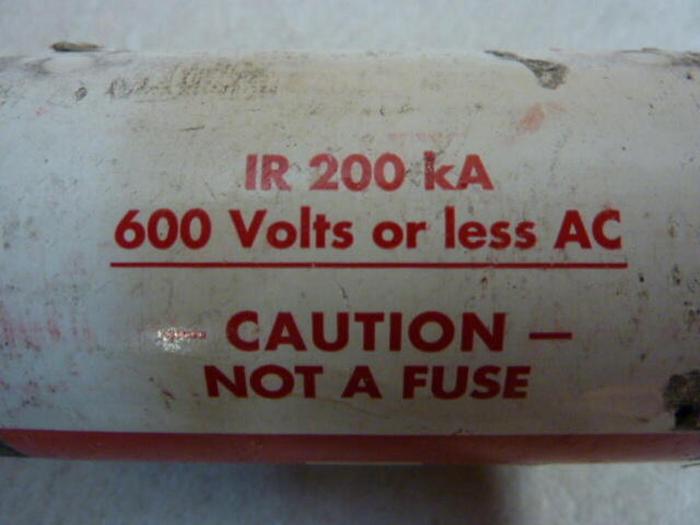 IR 200 kA
600 Volts or less AC
— CAUTION —
NOT A FUSE